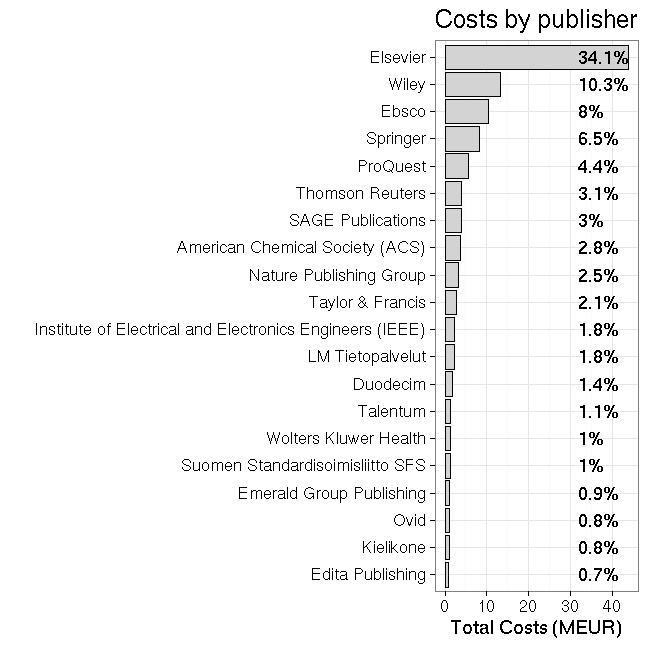 Costs by publisher
Elsevier 34.1%
Wiley 10.3%
Ebsco 8%
Springer 6.5%
ProQuest 4.4%
Thomson Reuters 3.1%
SAGE Publications 3%
American Chemical Society (ACS) 2.8%
Nature Publishing Group 2.5%
Taylor & Francis 2.1%
Institute of Electrical and Electronics Engineers (IEEE) 1.8%
LM Tietopalvelut 1.8%
Duodecim 1.4%
Talentum 1.1%
Wolters Kluwer Health 1%
Suomen Standardisoimisliitto SFS 1%
Emerald Group Publishing 0.9%
Ovid 0.8%
Kielikone 0.8%
Edita Publishing 0.7%
0 10 20 30 40
Total Costs (MEUR)